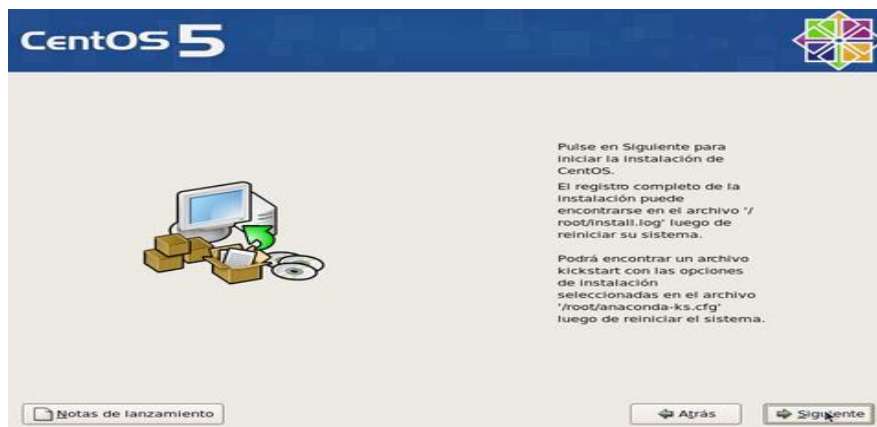 CentOS 5
Pulse en Siguiente para
iniciar la instalación de
CentOS.
El registro completo de la
instalación puede
encontrarse en el archivo '/
root/install.log' luego de
reiniciar su sistema.
Podrá encontrar un archivo
kickstart con las opciones
de instalación
seleccionadas en el archivo
'/root/anaconda-ks.cfg'
luego de reiniciar el sistema.
Notas de lanzamiento
Atrás
Siguiente